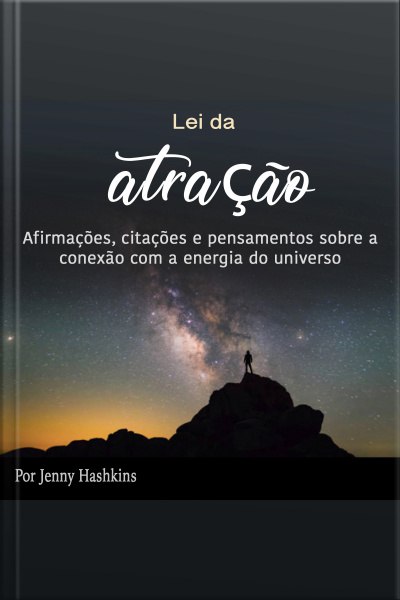 Lei da
atração
Afirmações, citações e pensamentos sobre a
conexão com a energia do universo
Por Jenny Hashkins